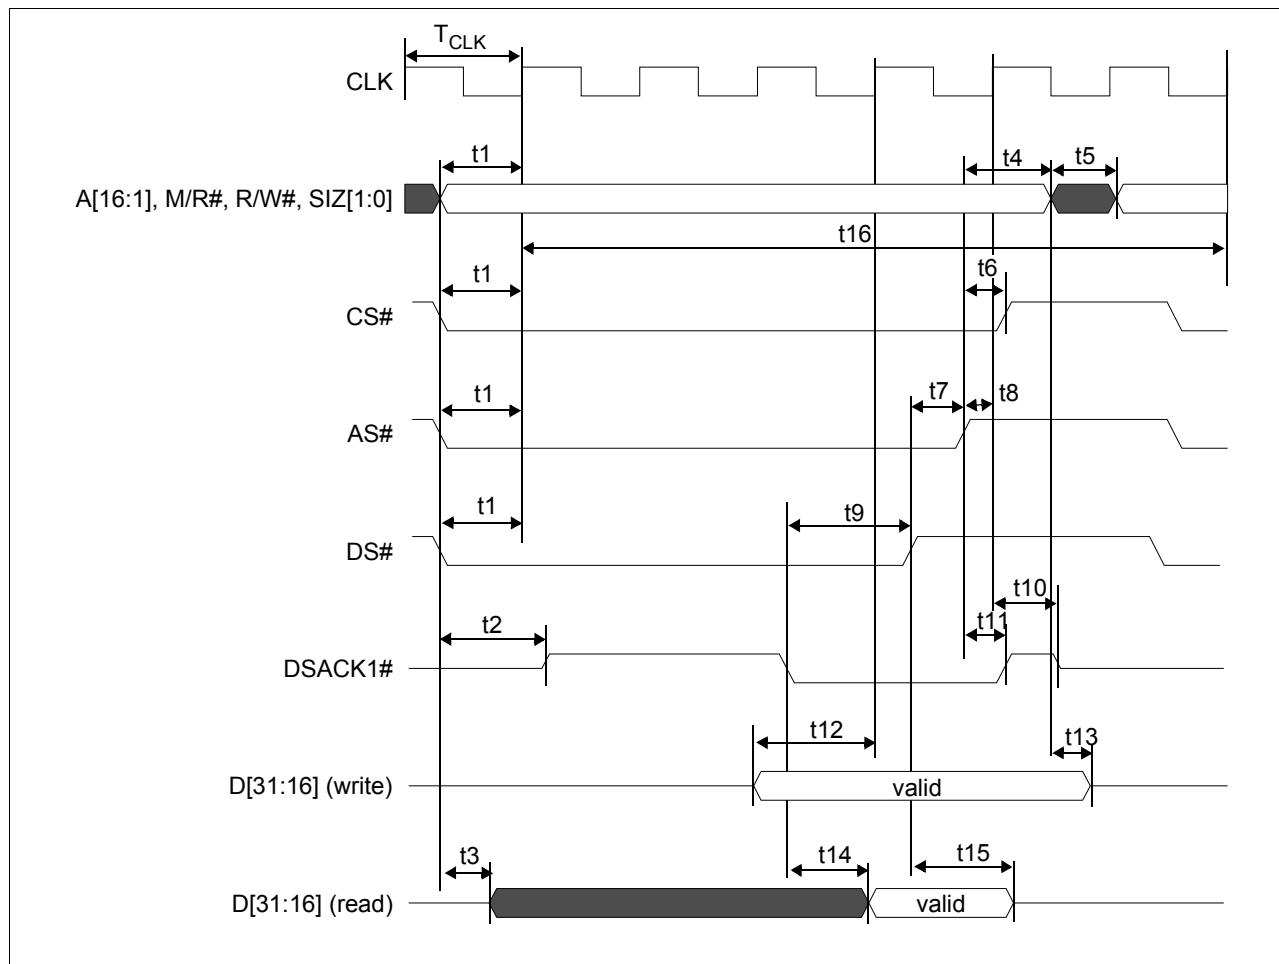 TCLK
CLK
t1 t4 t5
A[16:1], M/R#, R/W#, SIZ[1:0]
t16
t1 t6
CS#
t1 t7 t8
AS#
t1 t9
DS#
t10
t2 t11
DSACK1#
t12 t13
D[31:16] (write) valid
t3 t14 t15
D[31:16] (read) valid